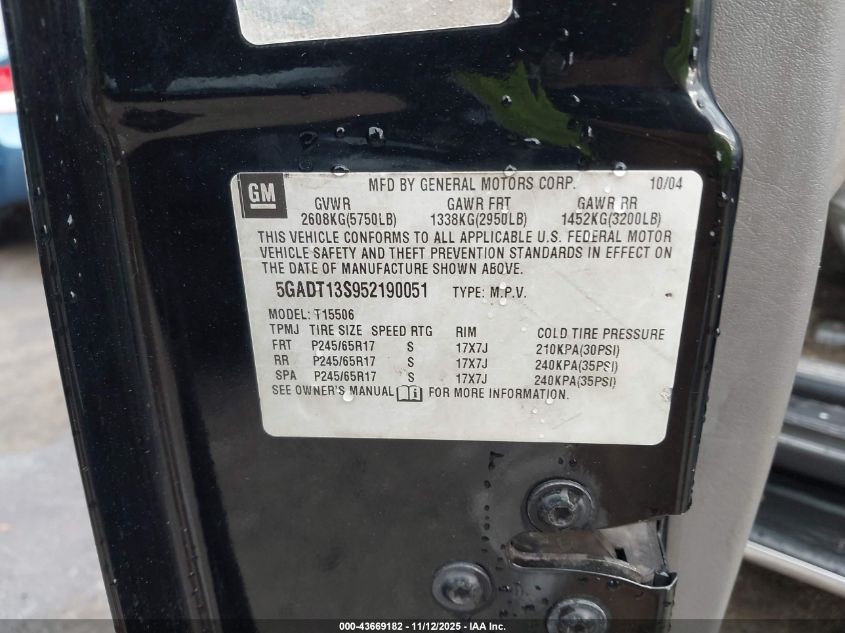 GM
MFD BY GENERAL MOTORS CORP. 10/04
GVWR GAWR FRT GAWR RR
2608KG(5750LB) 1338KG(2950LB) 1452KG(3200LB)
THIS VEHICLE CONFORMS TO ALL APPLICABLE U.S. FEDERAL MOTOR
VEHICLE SAFETY AND THEFT PREVENTION STANDARDS IN EFFECT ON
THE DATE OF MANUFACTURE SHOWN ABOVE.
5GADT13S952190051 TYPE: M.P.V.
MODEL: T15506
TPMJ TIRE SIZE SPEED RTG RIM COLD TIRE PRESSURE
FRT P245/65R17 S 17X7J 210KPA(30PSI)
RR P245/65R17 S 17X7J 240KPA(35PSI)
SPA P245/65R17 S 17X7J 240KPA(35PSI)
SEE OWNER'S MANUAL FOR MORE INFORMATION.
000-43669182 - 11/12/2025 - IAA Inc.